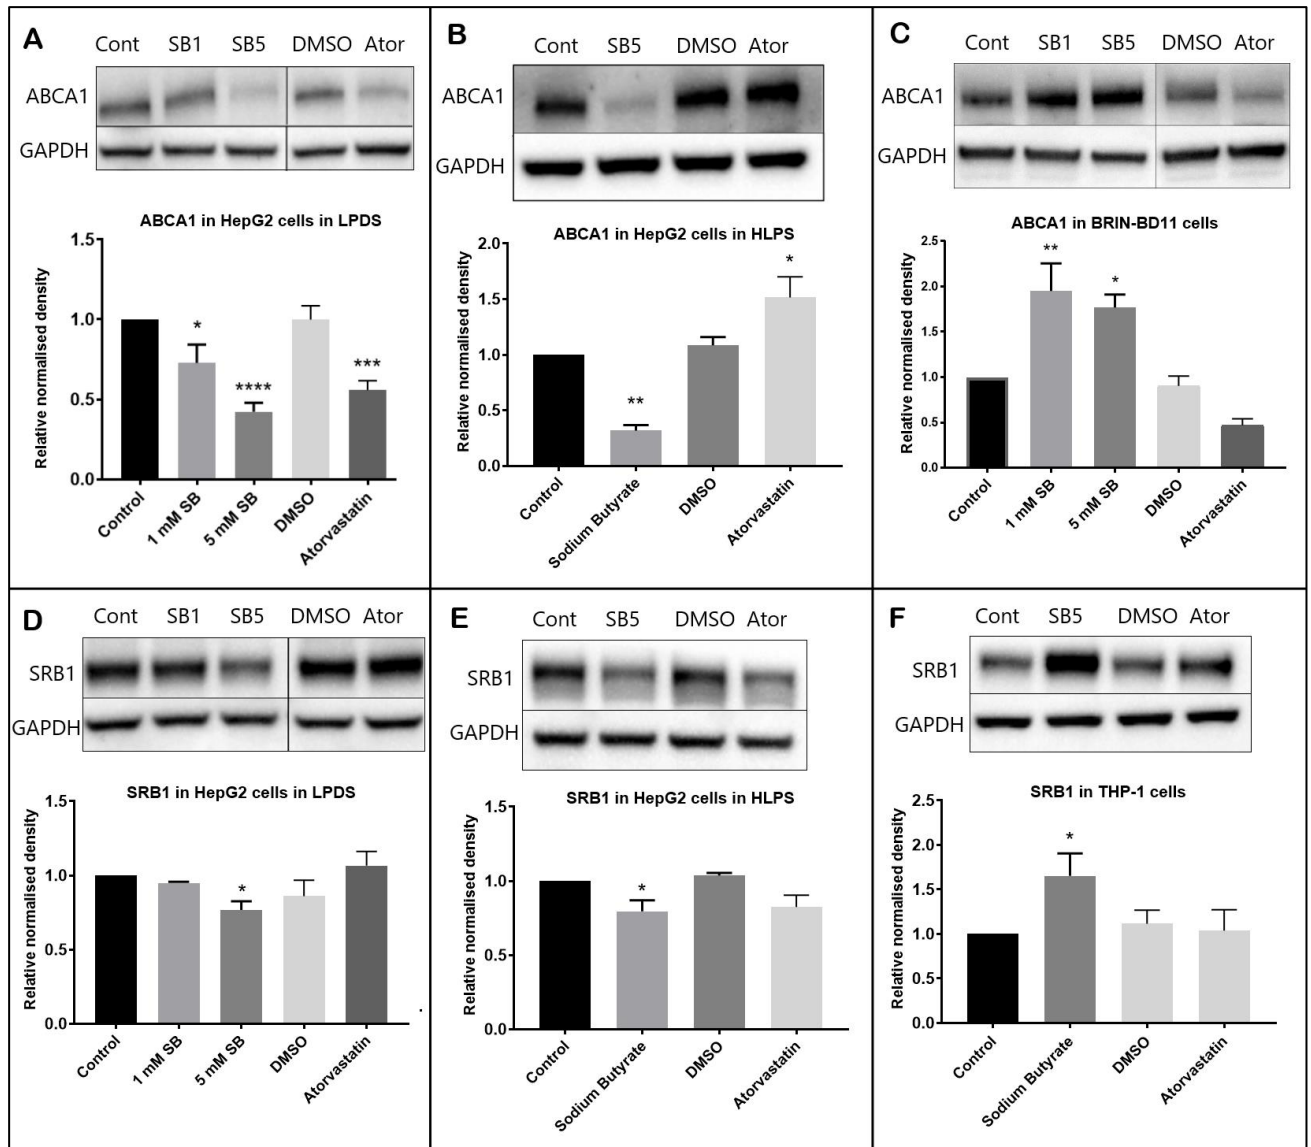 A
Cont SB1 SB5 DMSO Ator
ABCA1
GAPDH
ABCA1 in HepG2 cells in LPDS
Relative normalised density
1.5
1.0
0.5
0.0
*
****
***
Control
1 mM SB
5 mM SB
DMSO
Atorvastatin
B
Cont SB5 DMSO Ator
ABCA1
GAPDH
ABCA1 in HepG2 cells in HLPS
Relative normalised density
2.0
1.5
1.0
0.5
0.0
**
*
Control
Sodium Butyrate
DMSO
Atorvastatin
C
Cont SB1 SB5 DMSO Ator
ABCA1
GAPDH
ABCA1 in BRIN-BD11 cells
Relative normalised density
2.5
2.0
1.5
1.0
0.5
0.0
**
*
Control
1 mM SB
5 mM SB
DMSO
Atorvastatin
D
Cont SB1 SB5 DMSO Ator
SRB1
GAPDH
SRB1 in HepG2 cells in LPDS
Relative normalised density
1.5
1.0
0.5
0.0
*
Control
1 mM SB
5 mM SB
DMSO
Atorvastatin
E
Cont SB5 DMSO Ator
SRB1
GAPDH
SRB1 in HepG2 cells in HLPS
Relative normalised density
1.5
1.0
0.5
0.0
*
Control
Sodium Butyrate
DMSO
Atorvastatin
F
Cont SB5 DMSO Ator
SRB1
GAPDH
SRB1 in THP-1 cells
Relative normalised density
2.5
2.0
1.5
1.0
0.5
0.0
*
Control
Sodium Butyrate
DMSO
Atorvastatin